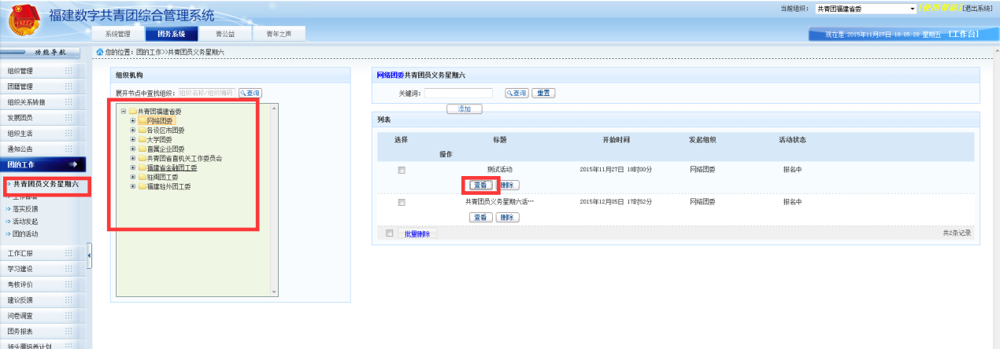 福建数字共青团综合管理系统
当前组织： 共青团福建省委
[退出系统]
系统管理 团务系统 青公益 青年之声
现在是:2015年11月27日 18:05:28 星期五 【工作台】
功能导航
您的位置：团的工作>>共青团员义务星期六
组织管理
团籍管理
组织关系转接
发展团员
组织生活
通知公告
团的工作
共青团员义务星期六
工作部署
落实反馈
活动发起
团的活动
工作汇报
学习建设
考核评价
建议反馈
问卷调查
团务报表
组织机构
展开节点中查找组织： 组织名称/组织编码 查询
共青团福建省委
网络团委
各设区市团委
大学团委
直属企业团委
共青团省直机关工作委员会
福建省金融团工委
驻闽团工委
福建驻外团工委
网络团委共青团员义务星期六
关键词： 查询 重置
添加
列表
选择 标题 开始时间 发起组织 活动状态
操作
测试活动 2015年11月27日 18时00分 网络团委 报名中
查看 删除
共青团员义务星期六活… 2015年12月05日 17时52分 网络团委 报名中
查看 删除
批量删除 共2条记录